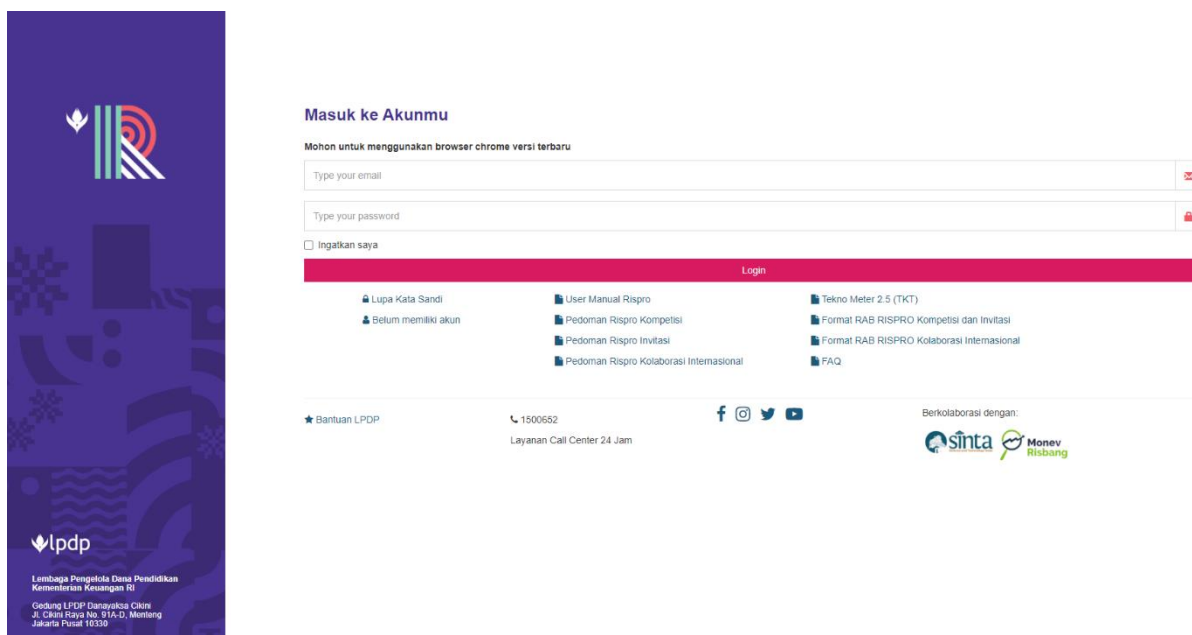 Masuk ke Akunmu
Mohon untuk menggunakan browser chrome versi terbaru
Type your email
Type your password
Ingatkan saya
Login
Lupa Kata Sandi
Belum memiliki akun
User Manual Rispro
Pedoman Rispro Kompetisi
Pedoman Rispro Invitasi
Pedoman Rispro Kolaborasi Internasional
Tekno Meter 2.5 (TKT)
Format RAB RISPRO Kompetisi dan Invitasi
Format RAB RISPRO Kolaborasi Internasional
FAQ
Bantuan LPDP
1500652
Layanan Call Center 24 Jam
Berkolaborasi dengan:
sinta
Monev
Risbang
lpdp
Lembaga Pengelola Dana Pendidikan
Kementerian Keuangan RI
Gedung LPDP Danayaksa Cikini
Jl. Cikini Raya No. 91A-D, Menteng
Jakarta Pusat 10330